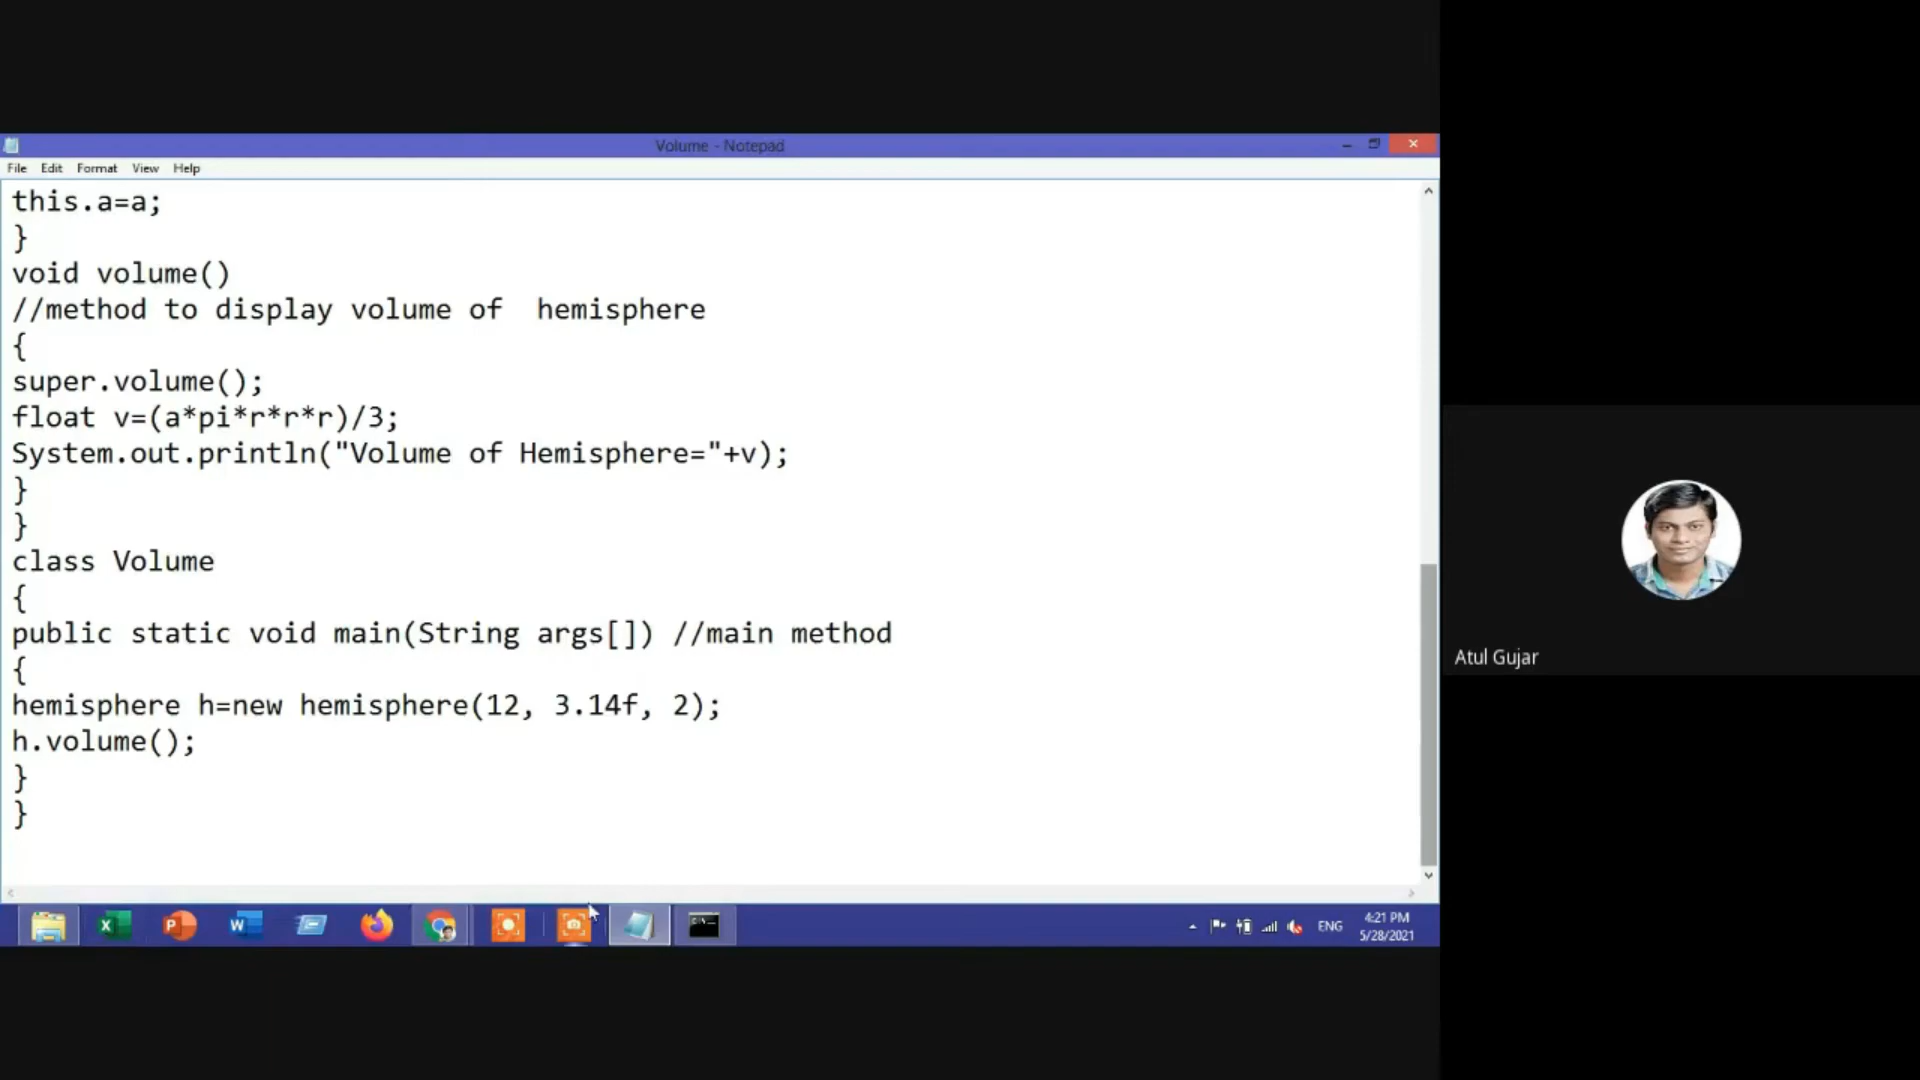 Volume - Notepad
File Edit Format View Help
this.a=a;
}
void volume()
//method to display volume of  hemisphere
{
super.volume();
float v=(a*pi*r*r*r)/3;
System.out.println("Volume of Hemisphere="+v);
}
}
class Volume
{
public static void main(String args[]) //main method
{
hemisphere h=new hemisphere(12, 3.14f, 2);
h.volume();
}
}
ENG
4:21 PM
5/28/2021
Atul Gujar